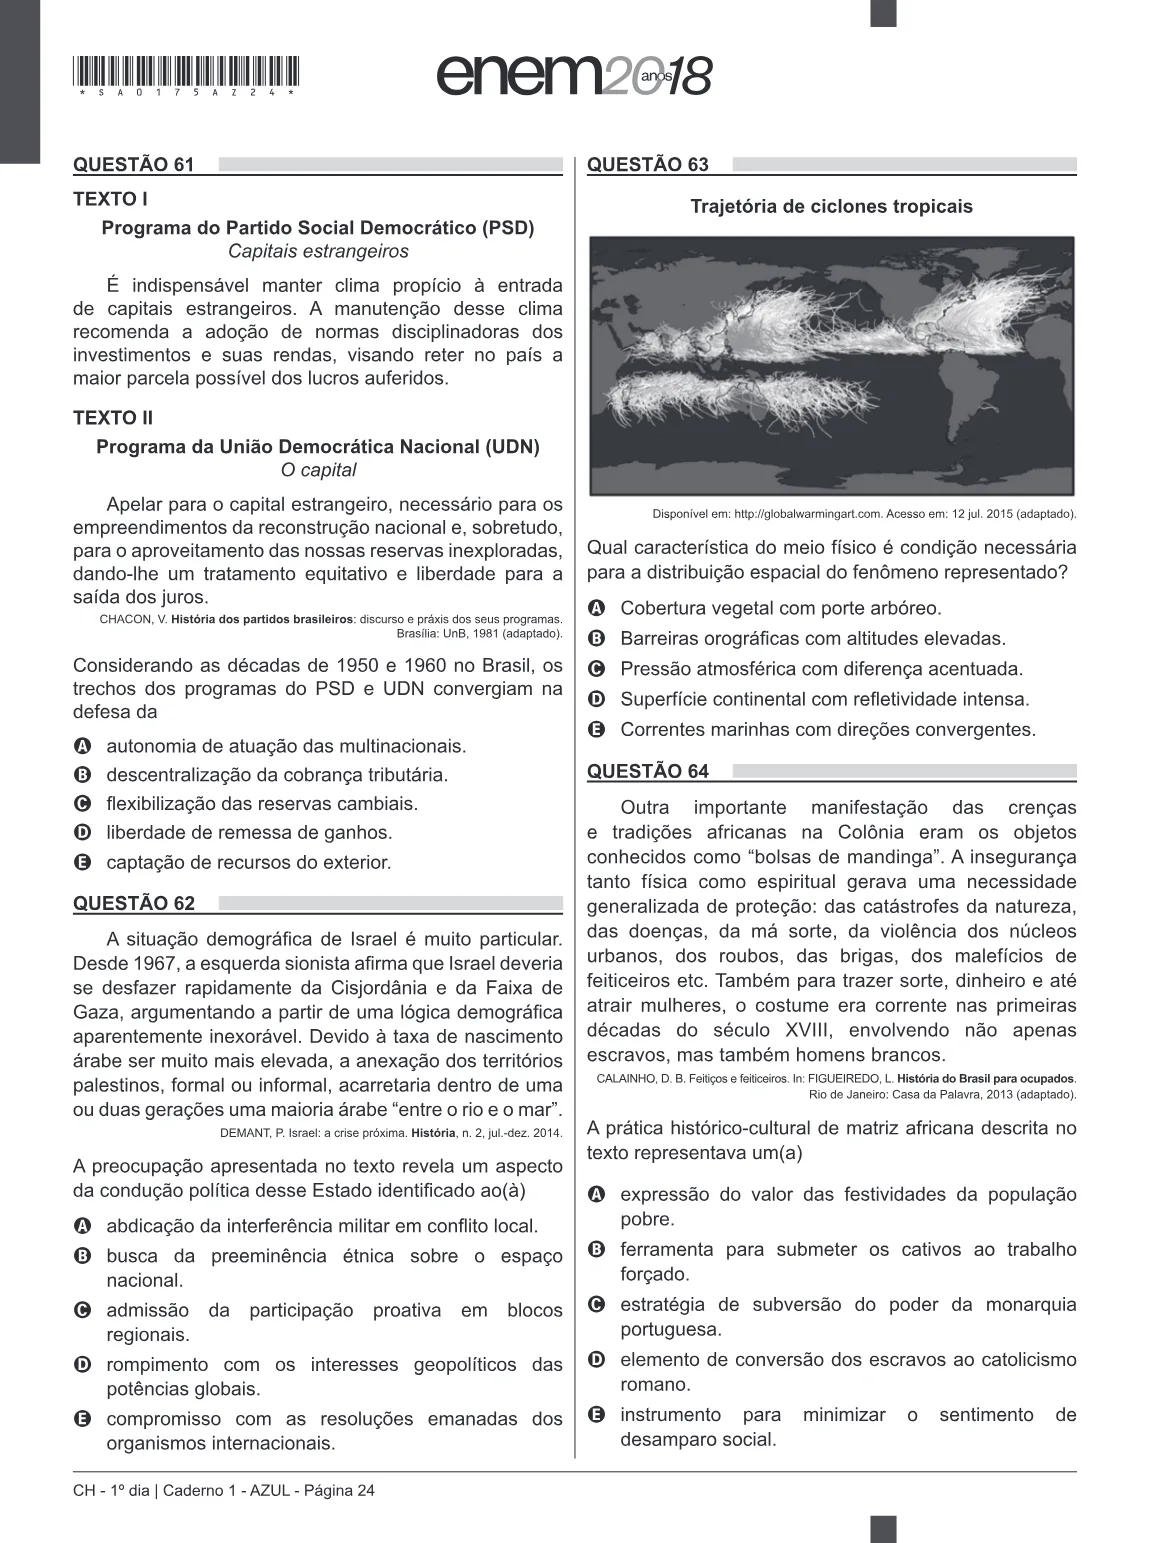 *SA0175AZ24*
enem20anos18
QUESTÃO 61
TEXTO I
Programa do Partido Social Democrático (PSD)
Capitais estrangeiros
É indispensável manter clima propício à entrada
de capitais estrangeiros. A manutenção desse clima
recomenda a adoção de normas disciplinadoras dos
investimentos e suas rendas, visando reter no país a
maior parcela possível dos lucros auferidos.
TEXTO II
Programa da União Democrática Nacional (UDN)
O capital
Apelar para o capital estrangeiro, necessário para os
empreendimentos da reconstrução nacional e, sobretudo,
para o aproveitamento das nossas reservas inexploradas,
dando-lhe um tratamento equitativo e liberdade para a
saída dos juros.
CHACON, V. História dos partidos brasileiros: discurso e práxis dos seus programas.
Brasília: UnB, 1981 (adaptado).
Considerando as décadas de 1950 e 1960 no Brasil, os
trechos dos programas do PSD e UDN convergiam na
defesa da
A autonomia de atuação das multinacionais.
B descentralização da cobrança tributária.
C flexibilização das reservas cambiais.
D liberdade de remessa de ganhos.
E captação de recursos do exterior.
QUESTÃO 62
A situação demográfica de Israel é muito particular.
Desde 1967, a esquerda sionista afirma que Israel deveria
se desfazer rapidamente da Cisjordânia e da Faixa de
Gaza, argumentando a partir de uma lógica demográfica
aparentemente inexorável. Devido à taxa de nascimento
árabe ser muito mais elevada, a anexação dos territórios
palestinos, formal ou informal, acarretaria dentro de uma
ou duas gerações uma maioria árabe “entre o rio e o mar”.
DEMANT, P. Israel: a crise próxima. História, n. 2, jul.-dez. 2014.
A preocupação apresentada no texto revela um aspecto
da condução política desse Estado identificado ao(à)
A abdicação da interferência militar em conflito local.
B busca da preeminência étnica sobre o espaço
nacional.
C admissão da participação proativa em blocos
regionais.
D rompimento com os interesses geopolíticos das
potências globais.
E compromisso com as resoluções emanadas dos
organismos internacionais.
QUESTÃO 63
Trajetória de ciclones tropicais
Disponível em: http://globalwarmingart.com. Acesso em: 12 jul. 2015 (adaptado).
Qual característica do meio físico é condição necessária
para a distribuição espacial do fenômeno representado?
A Cobertura vegetal com porte arbóreo.
B Barreiras orográficas com altitudes elevadas.
C Pressão atmosférica com diferença acentuada.
D Superfície continental com refletividade intensa.
E Correntes marinhas com direções convergentes.
QUESTÃO 64
Outra importante manifestação das crenças
e tradições africanas na Colônia eram os objetos
conhecidos como “bolsas de mandinga”. A insegurança
tanto física como espiritual gerava uma necessidade
generalizada de proteção: das catástrofes da natureza,
das doenças, da má sorte, da violência dos núcleos
urbanos, dos roubos, das brigas, dos malefícios de
feiticeiros etc. Também para trazer sorte, dinheiro e até
atrair mulheres, o costume era corrente nas primeiras
décadas do século XVIII, envolvendo não apenas
escravos, mas também homens brancos.
CALAINHO, D. B. Feitiços e feiticeiros. In: FIGUEIREDO, L. História do Brasil para ocupados.
Rio de Janeiro: Casa da Palavra, 2013 (adaptado).
A prática histórico-cultural de matriz africana descrita no
texto representava um(a)
A expressão do valor das festividades da população
pobre.
B ferramenta para submeter os cativos ao trabalho
forçado.
C estratégia de subversão do poder da monarquia
portuguesa.
D elemento de conversão dos escravos ao catolicismo
romano.
E instrumento para minimizar o sentimento de
desamparo social.
CH - 1º dia | Caderno 1 - AZUL - Página 24